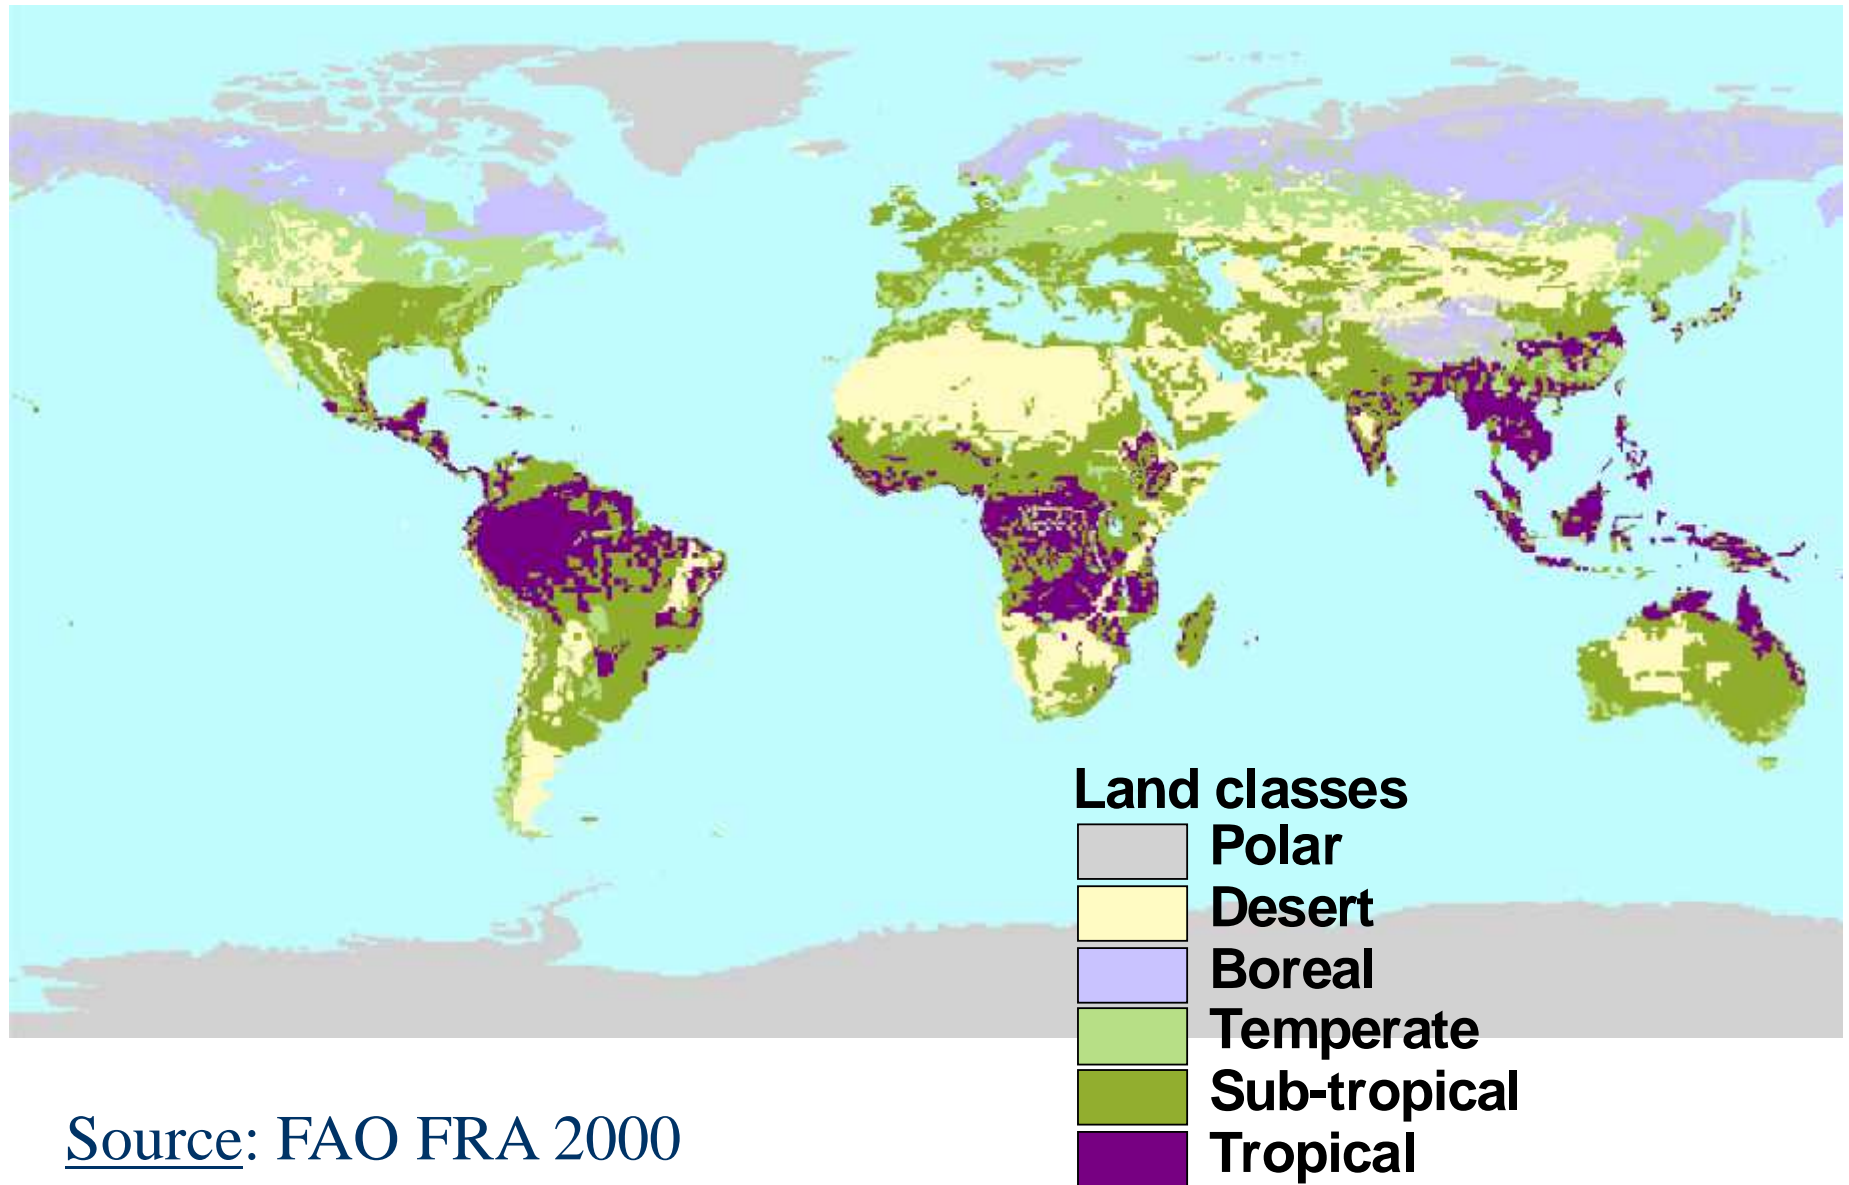 Land classes
Polar
Desert
Boreal
Temperate
Sub-tropical
Tropical
Source: FAO FRA 2000